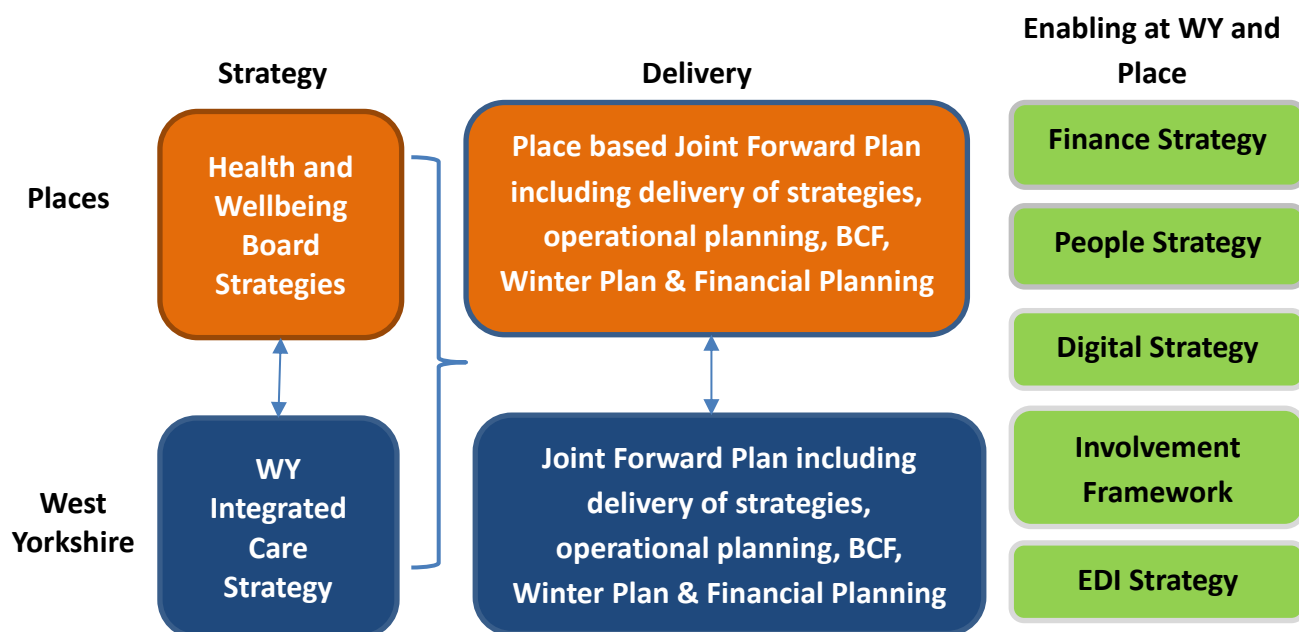 Strategy
Delivery
Enabling at WY and
Place
Places
Health and
Wellbeing
Board
Strategies
Place based Joint Forward Plan
including delivery of strategies,
operational planning, BCF,
Winter Plan & Financial Planning
West
Yorkshire
WY
Integrated
Care
Strategy
Joint Forward Plan including
delivery of strategies,
operational planning, BCF,
Winter Plan & Financial Planning
Finance Strategy
People Strategy
Digital Strategy
Involvement
Framework
EDI Strategy